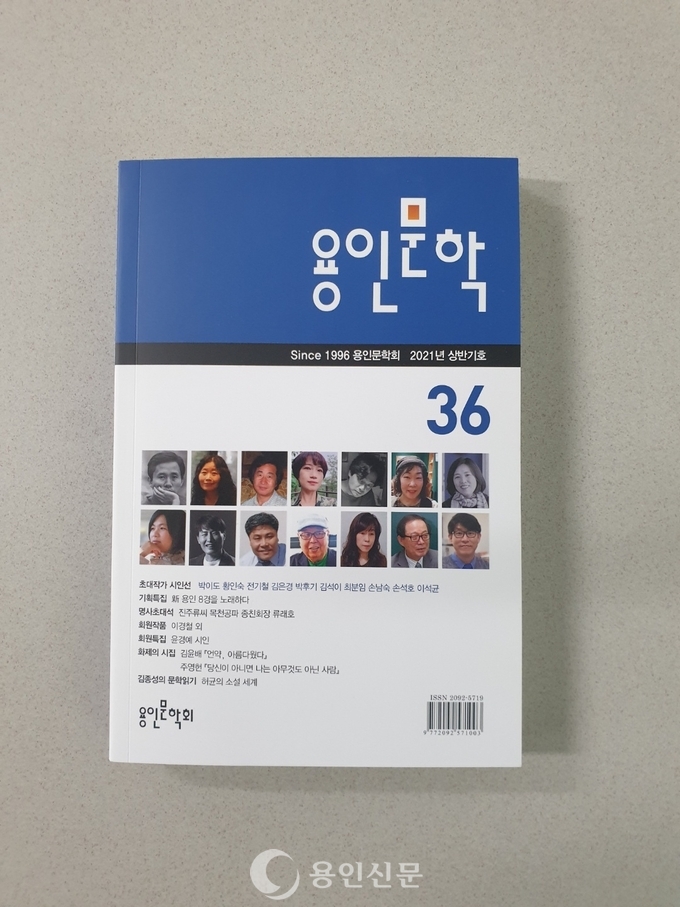 용인문학
Since 1996 용인문학회 2021년 상반기호
36
초대작가 시인선 박이도 황인숙 전기철 김은경 박후기 김석이 최분임 손남숙 손석호 이석균
기획특집 新 용인 8경을 노래하다
명사초대석 진주류씨 목천공파 종친회장 류래호
회원작품 이경철 외
회원특집 윤경예 시인
화제의 시집 김윤배 『언약, 아름다웠다』
주영헌 『당신이 아니면 나는 아무것도 아닌 사람』
김종성의 문학읽기 허균의 소설 세계
ISSN 2092-5719
9 772092 571003
용인문학회
용인신문